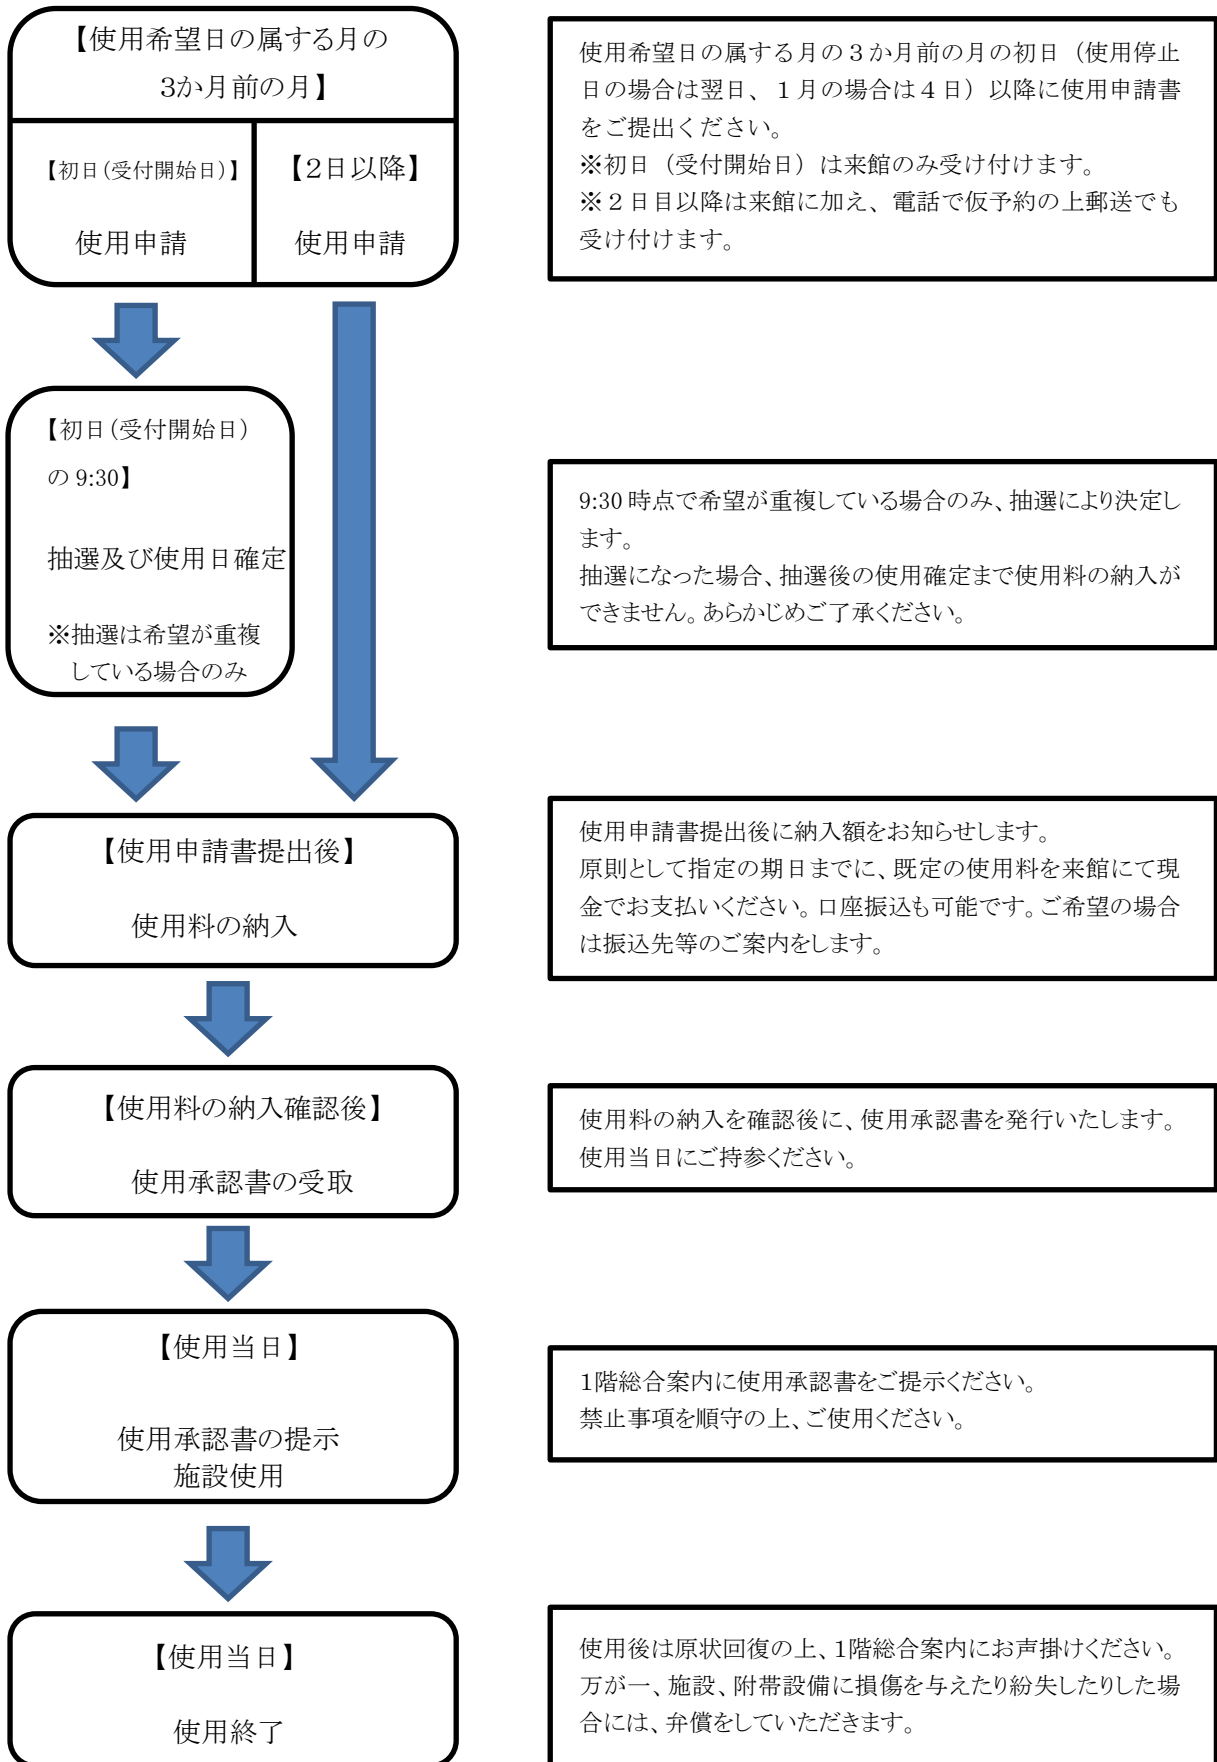 【使用希望日の属する月の
3か月前の月】
【初日(受付開始日)】
使用申請
【2日以降】
使用申請
使用希望日の属する月の３か月前の月の初日（使用停止
日の場合は翌日、１月の場合は４日）以降に使用申請書
をご提出ください。
※初日（受付開始日）は来館のみ受け付けます。
※２日目以降は来館に加え、電話で仮予約の上郵送でも
受け付けます。
【初日(受付開始日)
の 9:30】
抽選及び使用日確定
※抽選は希望が重複
している場合のみ
9:30 時点で希望が重複している場合のみ、抽選により決定し
ます。
抽選になった場合、抽選後の使用確定まで使用料の納入が
できません。あらかじめご了承ください。
【使用申請書提出後】
使用料の納入
使用申請書提出後に納入額をお知らせします。
原則として指定の期日までに、既定の使用料を来館にて現
金でお支払いください。口座振込も可能です。ご希望の場合
は振込先等のご案内をします。
【使用料の納入確認後】
使用承認書の受取
使用料の納入を確認後に、使用承認書を発行いたします。
使用当日にご持参ください。
【使用当日】
使用承認書の提示
施設使用
1階総合案内に使用承認書をご提示ください。
禁止事項を順守の上、ご使用ください。
【使用当日】
使用終了
使用後は原状回復の上、1階総合案内にお声掛けください。
万が一、施設、附帯設備に損傷を与えたり紛失したりした場
合には、弁償をしていただきます。